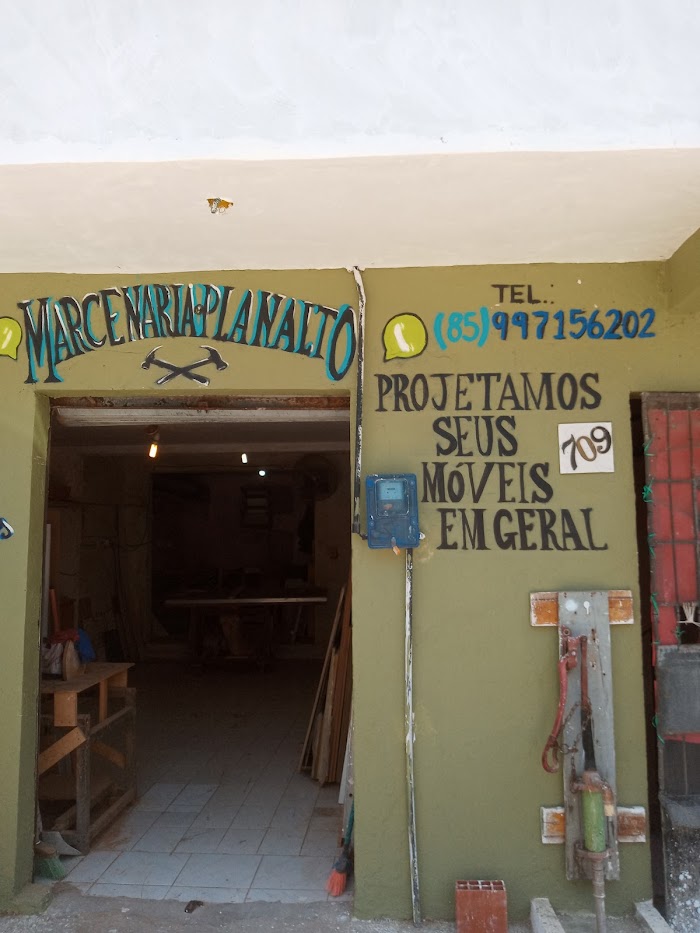 MARCENARIA PLANALTO
TEL.:
(85)997156202
PROJETAMOS
SEUS
MÓVEIS
EM GERAL
709